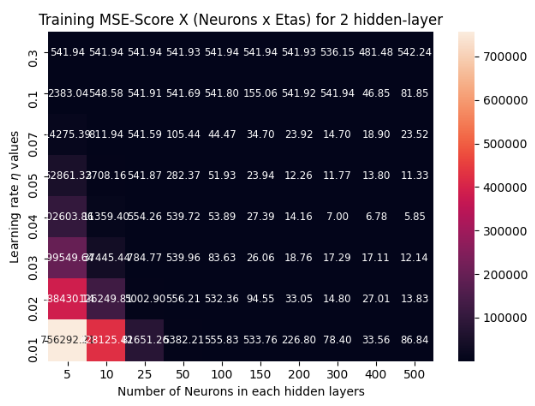 Training MSE-Score X (Neurons x Etas) for 2 hidden-layer
0.3 541.94 541.94 541.94 541.93 541.94 541.94 541.93 536.15 481.48 542.24
0.1 2383.04 548.58 541.91 541.69 541.80 155.06 541.92 541.94 46.85 81.85
0.07 811.94 541.59 105.44 44.47 34.70 23.92 14.70 18.90 23.52
0.05 541.87 282.37 51.93 23.94 12.26 11.77 13.80 11.33
0.04 554.26 539.72 53.89 27.39 14.16 7.00 6.78 5.85
0.03 784.77 539.96 83.63 26.06 18.76 17.29 17.11 12.14
0.02 556.21 532.36 94.55 33.05 14.80 27.01 13.83
0.01 555.83 533.76 226.80 78.40 33.56 86.84
5 10 25 50 100 150 200 300 400 500
Number of Neurons in each hidden layers
Learning rate η values
700000
600000
500000
400000
300000
200000
100000